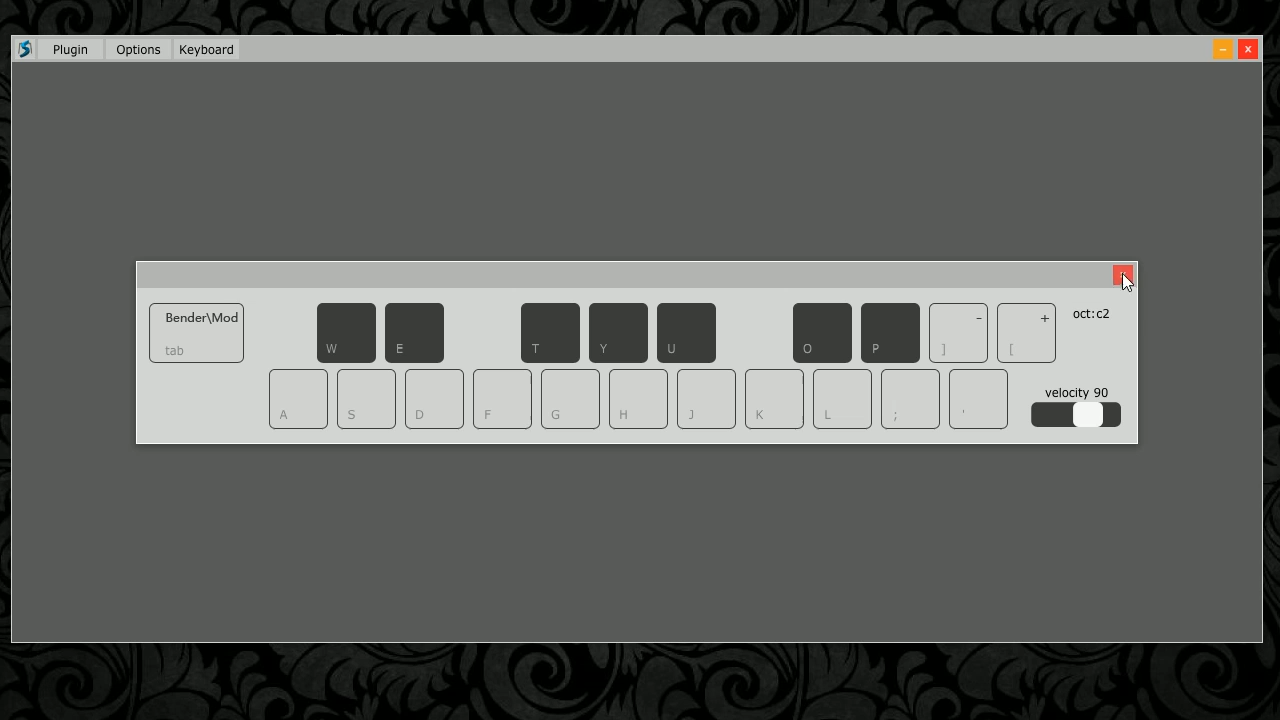 Plugin Options Keyboard
Bender\Mod
tab
W E T Y U O P - ] + [
oct:c2
A S D F G H J K L ; '
velocity 90